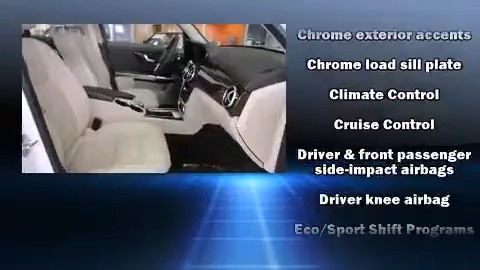 Chrome exterior accents
Chrome load sill plate
Climate Control
Cruise Control
Driver & front passenger
side-impact airbags
Driver knee airbag
Eco/Sport Shift Programs